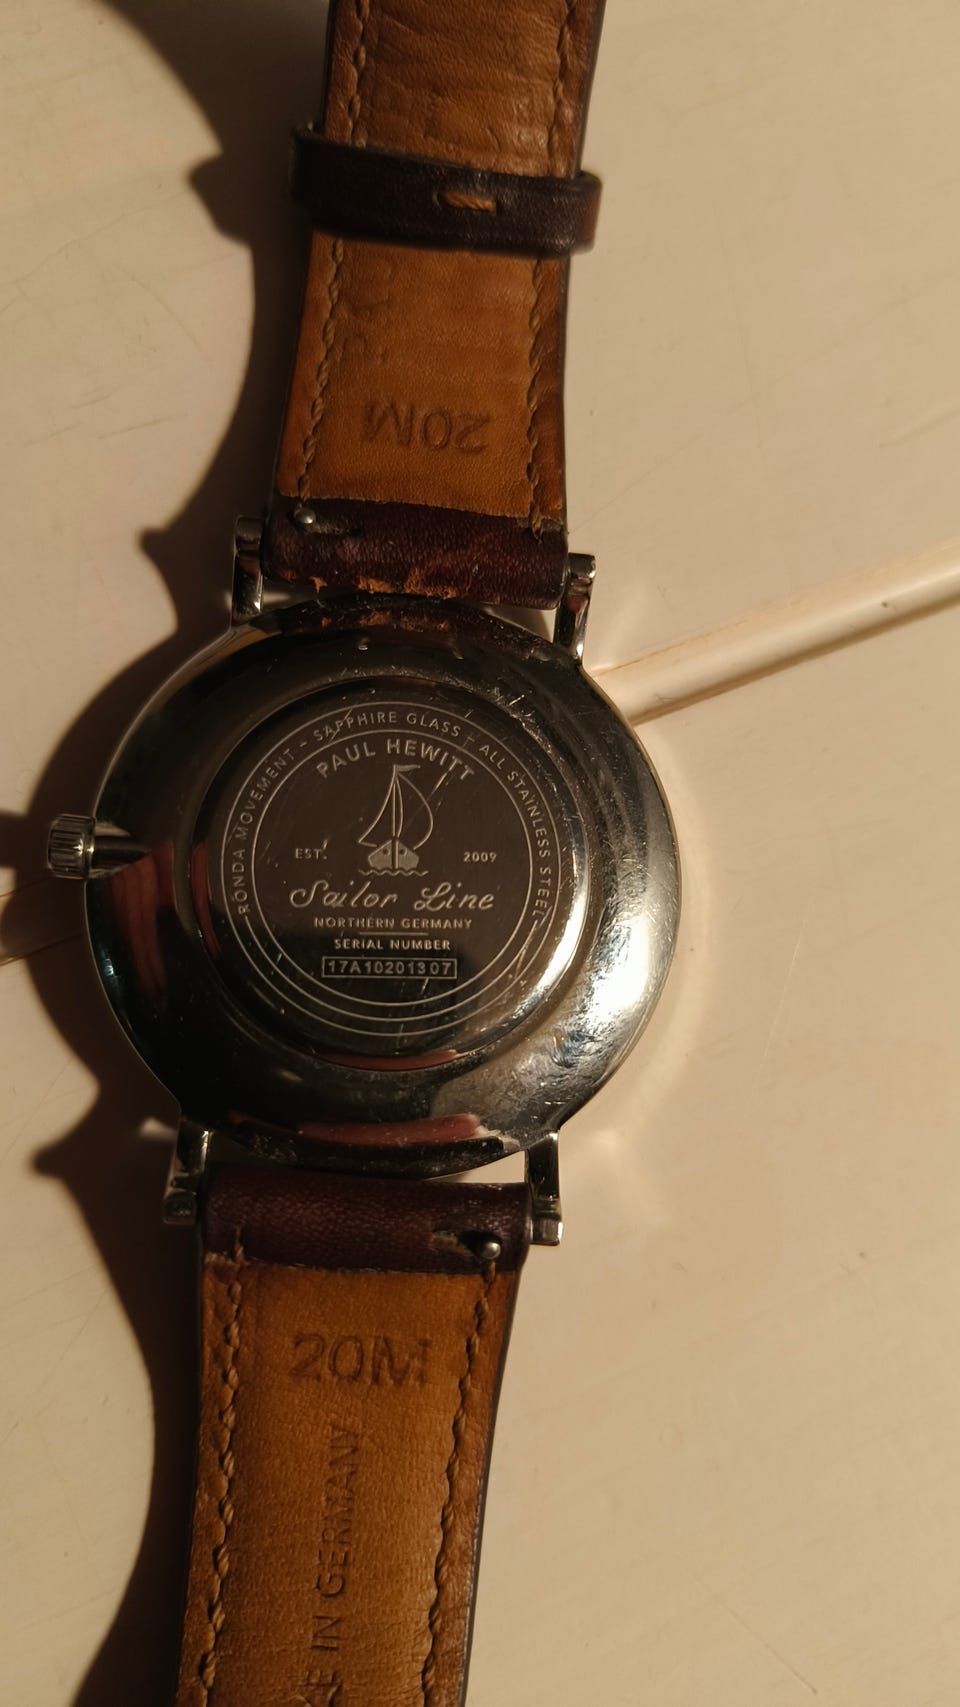 20M
RONDA MOVEMENT - SAPPHIRE GLASS - ALL STAINLESS STEEL
PAUL HEWITT
EST. 2009
Sailor Line
NORTHERN GERMANY
SERIAL NUMBER
17A10201307
20M
IN GERMANY